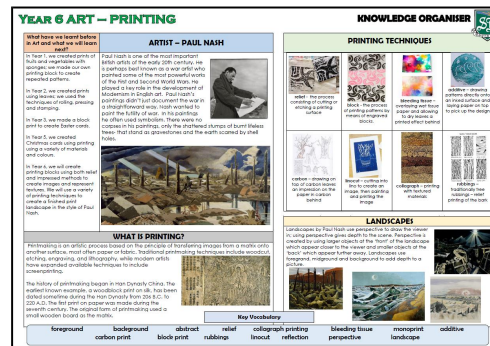 YEAR 6 ART – PRINTING
KNOWLEDGE ORGANISER
What have we learned before
in Art and what will we learn
next?
In Year 1, we created prints of
fruits and vegetables with
sponges; we made our own
printing block to create
repeated patterns.
In Year 2, we created prints
using leaves; we used the
techniques of rolling, pressing
and stamping.
In Year 3, we made a block
print to create Easter cards.
In Year 5, we created
Christmas cards using printing
using a variety of materials
and colours.
In Year 6, we will create
printing blocks using both relief
and impressed methods to
create images and represent
textures. We will use a variety
of printing techniques
to create a finished print
landscape in the style of Paul
Nash.
ARTIST – PAUL NASH
Paul Nash is one of the most important
British artists of the early 20th century. He
is perhaps best known as a war artist who
painted some of the most powerful works
of the First and Second World Wars. He
played a key role in the development of
Modernism in English art. Paul Nash's
paintings didn't just document the war in
a straightforward way. Nash wanted to
paint the futility of war. In his paintings
he often used symbolism. There were no
corpses in his paintings, only the shattered stumps of burnt lifeless
trees- that stand as gravestones and the earth scarred by shell
holes.
PRINTING TECHNIQUES
relief – the print
process consisting
of cutting or
etching a printing
surface
block – the process
of printing patterns by
means of engraved
blocks.
bleeding tissue –
overlaying wet tissue
paper and allowing
to dry leaves a
printed effect behind
additive – drawing
patterns directly onto
an inked surface and
laying paper on top
to pick up the design
carbon – drawing on
top of carbon leaves
an impression on the
paper in carbon
behind
linocut – cutting into
lino to create an
image, then painting
and printing the
image
collagraph – printing
with textured
materials
rubbings –
traditionally tree
rubbings – relief
printing of the bark
WHAT IS PRINTING?
Printmaking is an artistic process based on the principle of transferring images from a matrix onto
another surface, most often paper or fabric. Traditional printmaking techniques include woodcut,
etching, engraving, and lithography, while modern artists
have expanded available techniques to include
screenprinting.
The history of printmaking began in Han Dynasty China. The
earliest known example, a woodblock print on silk, has been
dated sometime during the Han Dynasty from 206 B.C. to
220 A.D. The first print on paper was made during the
seventh century. The original form of printmaking used a
small wooden board as the matrix.
LANDSCAPES
Landscapes by Paul Nash use perspective to draw the viewer
in; using perspective gives depth to the scene. Perspective is
created by using larger objects at the 'front' of the landscape
which appear closer to the viewer and smaller objects at the
'back' which appear further away. Landscapes use
foreground, midground and background to add depth to a
picture.
Key Vocabulary
foreground background abstract relief collagraph printing bleeding tissue monoprint additive
carbon print block print rubbings linocut reflection perspective landscape